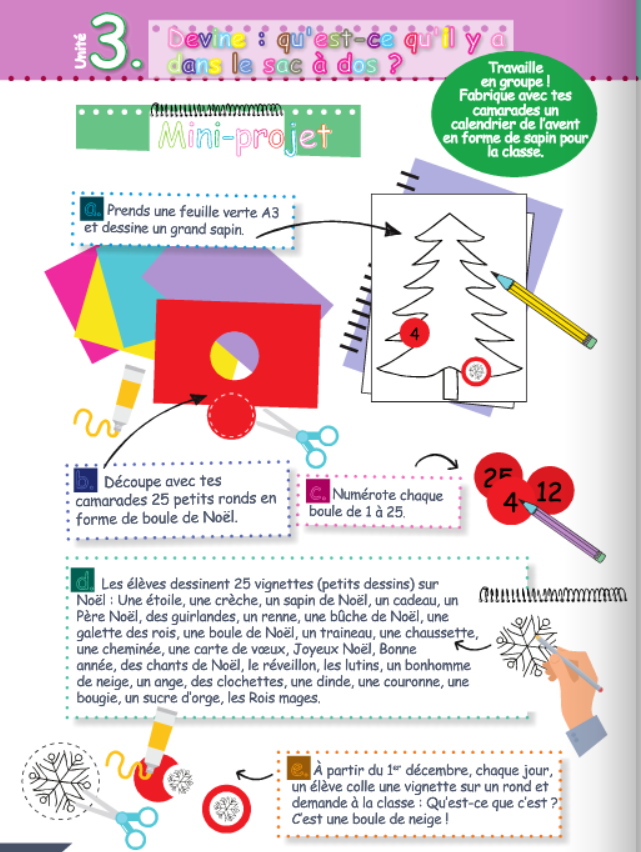 Unité
3.
Devine : qu'est-ce qu'il y a
dans le sac à dos ?
Travaille
en groupe !
Fabrique avec tes
camarades un
calendrier de l'avent
en forme de sapin pour
la classe.
Mini-projet
a. Prends une feuille verte A3
et dessine un grand sapin.
4
b. Découpe avec tes
camarades 25 petits ronds en
forme de boule de Noël.
c. Numérote chaque
boule de 1 à 25.
25
4
12
d. Les élèves dessinent 25 vignettes (petits dessins) sur
Noël : Une étoile, une crèche, un sapin de Noël, un cadeau, un
Père Noël, des guirlandes, un renne, une bûche de Noël, une
galette des rois, une boule de Noël, un traineau, une chaussette,
une cheminée, une carte de vœux, Joyeux Noël, Bonne
année, des chants de Noël, le réveillon, les lutins, un bonhomme
de neige, un ange, des clochettes, une dinde, une couronne, une
bougie, un sucre d'orge, les Rois mages.
e. À partir du 1er décembre, chaque jour,
un élève colle une vignette sur un rond et
demande à la classe : Qu'est-ce que c'est ?
C'est une boule de neige !